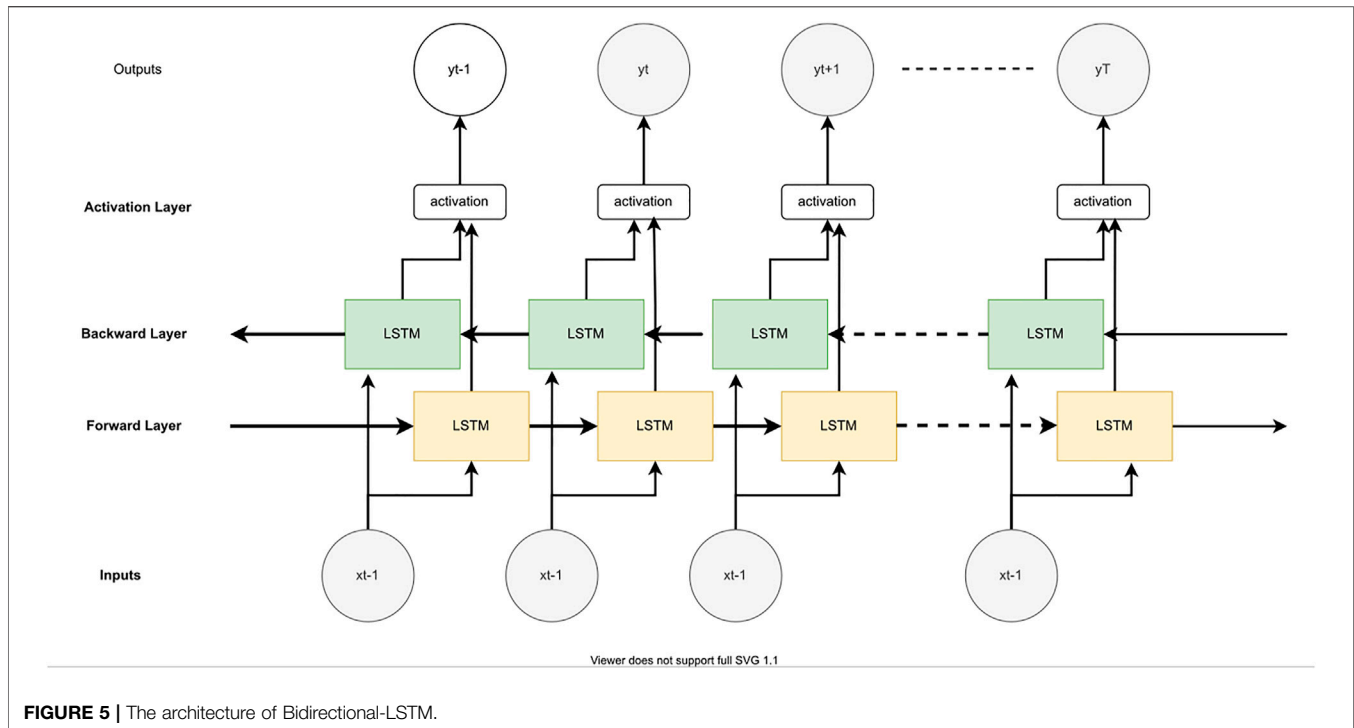 Outputs yt-1 yt yt+1 yT
Activation Layer activation activation activation activation
Backward Layer LSTM LSTM LSTM LSTM
Forward Layer LSTM LSTM LSTM LSTM
Inputs xt-1 xt-1 xt-1 xt-1
Viewer does not support full SVG 1.1
FIGURE 5 | The architecture of Bidirectional-LSTM.